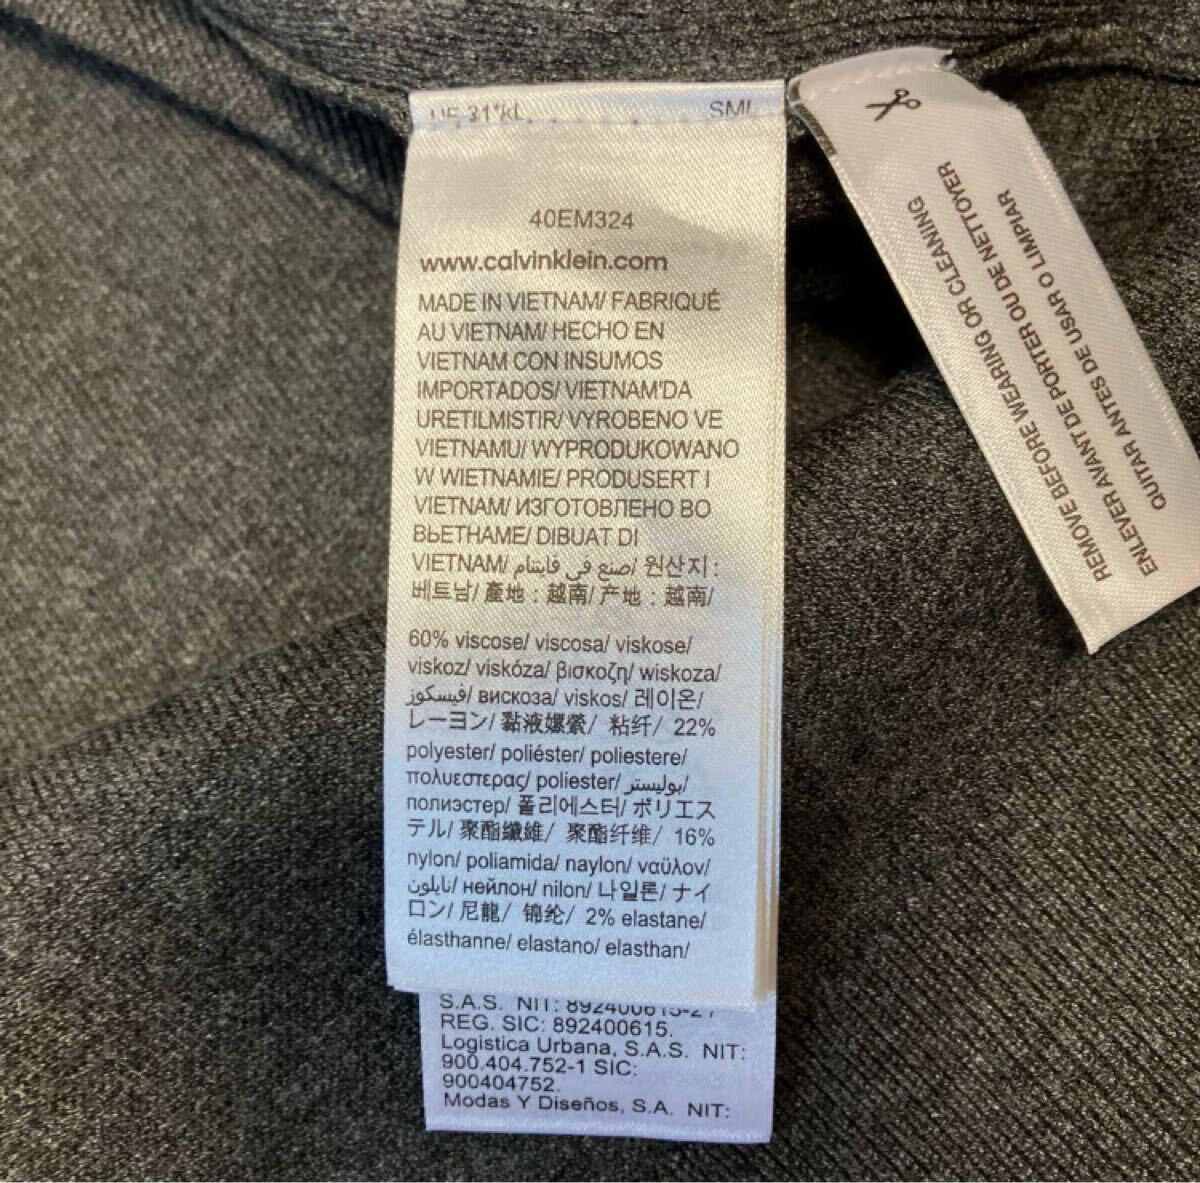 SML
40EM324
www.calvinklein.com
MADE IN VIETNAM/ FABRIQUÉ
AU VIETNAM/ HECHO EN
VIETNAM CON INSUMOS
IMPORTADOS/ VIETNAM'DA
URETILMISTIR/ VYROBENO VE
VIETNAMU/ WYPRODUKOWANO
W WIETNAMIE/ PRODUSERT I
VIETNAM/ ИЗГОТОВЛЕНО ВО
ВЬЕТНАМЕ/ DIBUAT DI
VIETNAM/ صنع في فايتنام/ 원산지 :
베트남/ 產地 : 越南/ 产地 : 越南/
60% viscose/ viscosa/ viskose/
viskoz/ viskóza/ βισκοζη/ wiskoza/
فيسكوز/ вискоза/ viskos/ 레이온/
レーヨン/ 黏液嫘縈/ 粘纤/ 22%
polyester/ poliéster/ poliestere/
πολυεστερας/ poliester/ بوليستر/
полиэстер/ 폴리에스터/ ポリエス
テル/ 聚酯纖維/ 聚酯纤维/ 16%
nylon/ poliamida/ naylon/ ναϋλον/
نايلون/ нейлон/ nilon/ 나일론/ ナイ
ロン/ 尼龍/ 锦纶/ 2% elastane/
élasthanne/ elastano/ elasthan/
S.A.S. NIT: 892400615-2 /
REG. SIC: 892400615.
Logistica Urbana, S.A.S. NIT:
900.404.752-1 SIC:
900404752.
Modas Y Diseños, S.A. NIT:
REMOVE BEFORE WEARING OR CLEANING
ENLEVER AVANT DE PORTER OU DE NETTOYER
QUITAR ANTES DE USAR O LIMPIAR